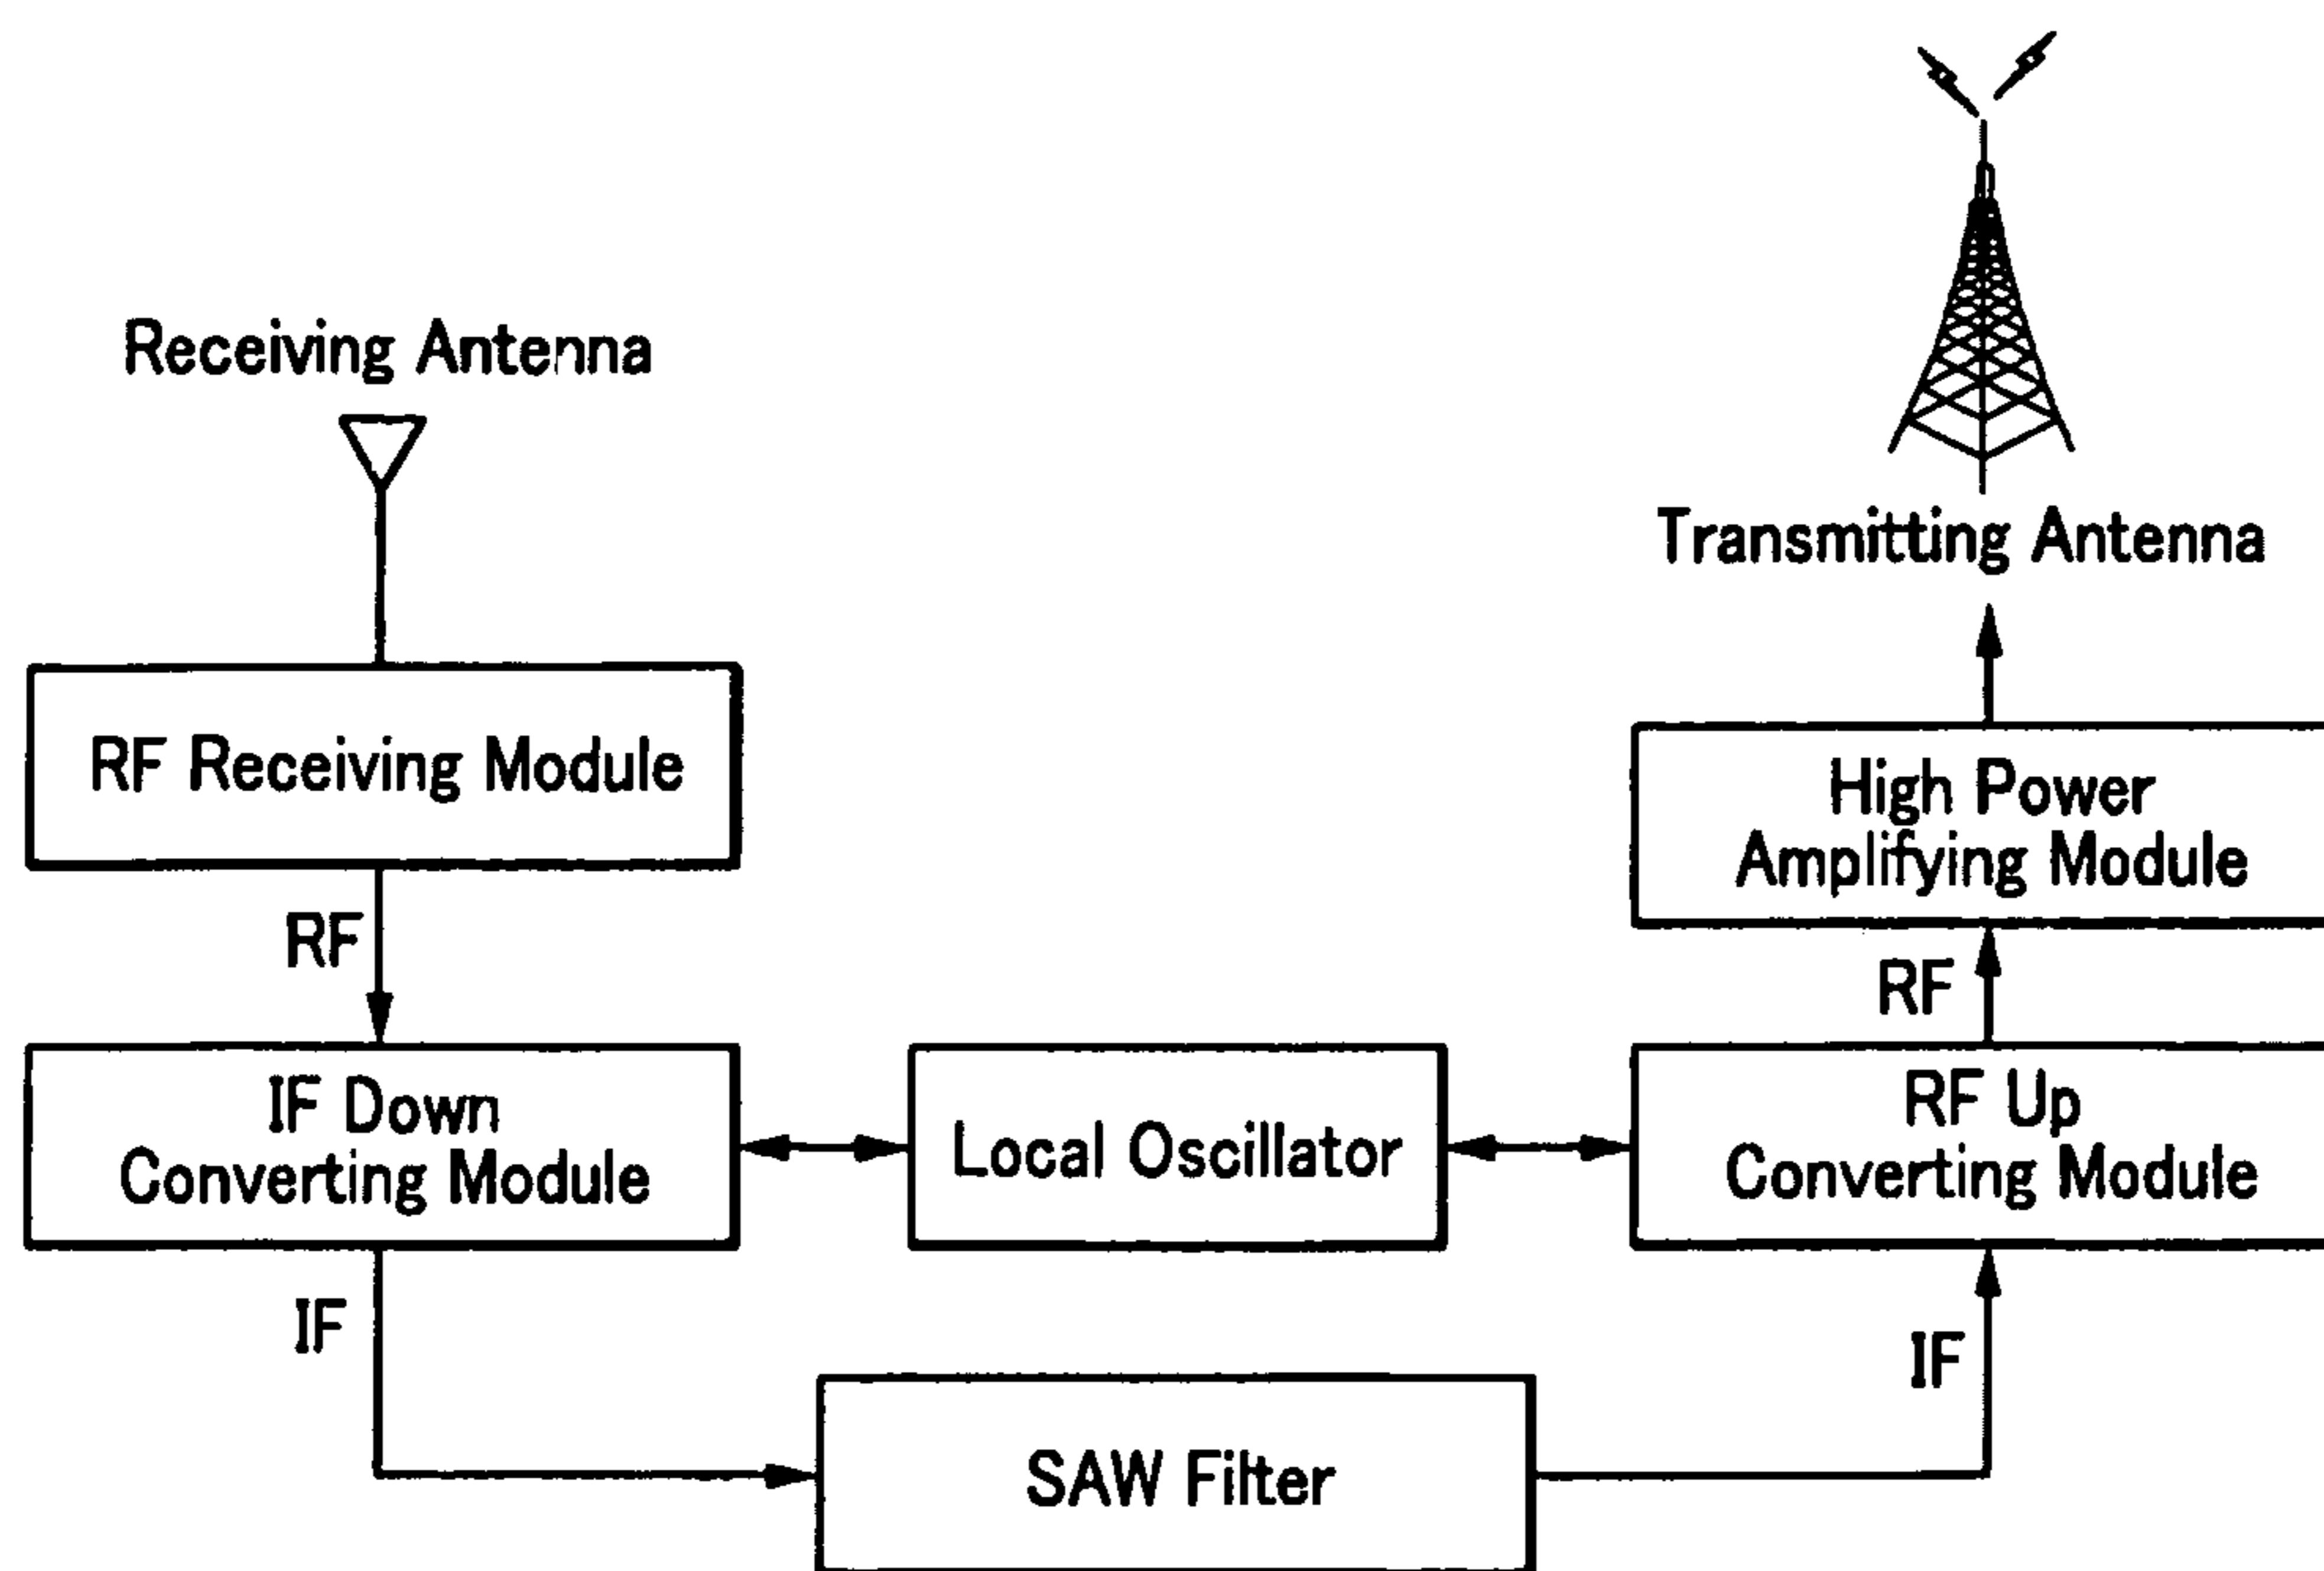 Receiving Antenna
Transmitting Antenna
RF Receiving Module
High Power
Amplifying Module
RF
RF
IF Down
Converting Module
Local Oscillator
RF Up
Converting Module
IF
IF
SAW Filter